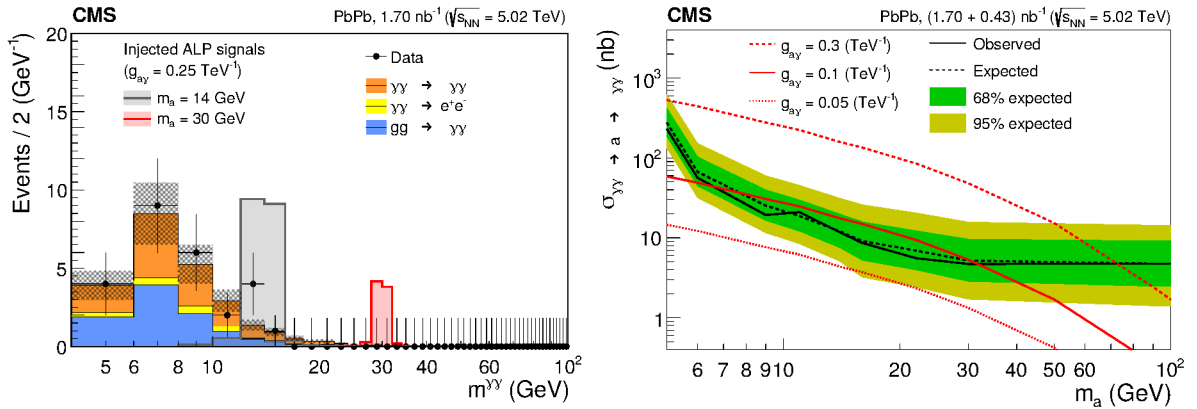 CMS
PbPb, 1.70 nb⁻¹ (√sNN = 5.02 TeV)
Events / 2 (GeV⁻¹)
20
15
10
5
0
Injected ALP signals
(gaγ = 0.25 TeV⁻¹)
ma = 14 GeV
ma = 30 GeV
Data
γγ → γγ
γγ → e⁺e⁻
gg → γγ
5 6 7 8 10 20 30 40 50 60 10²
mγγ (GeV)
CMS
PbPb, (1.70 + 0.43) nb⁻¹ (√sNN = 5.02 TeV)
σγγ → a → γγ (nb)
10³
10²
10
1
gaγ = 0.3 (TeV⁻¹)
gaγ = 0.1 (TeV⁻¹)
gaγ = 0.05 (TeV⁻¹)
Observed
Expected
68% expected
95% expected
6 7 8 9 10 20 30 40 50 60 10²
ma (GeV)